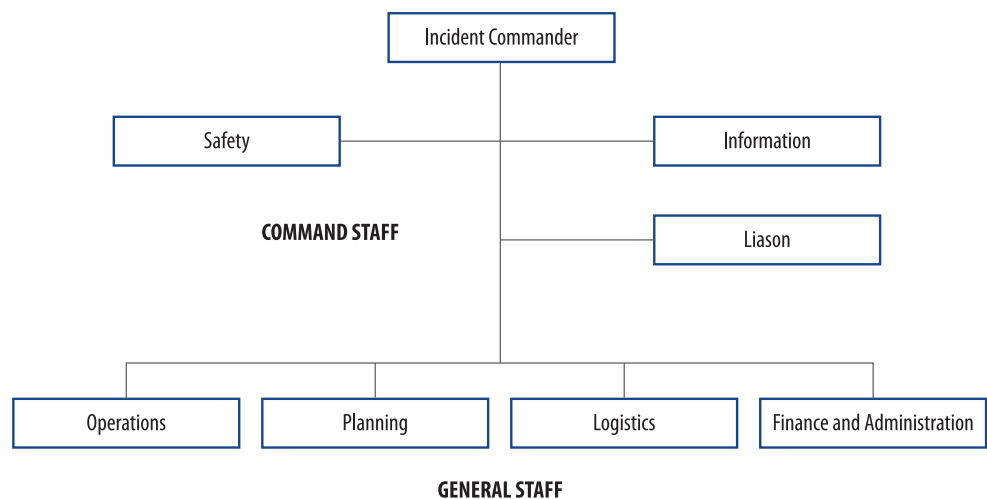 Incident Commander
Safety
Information
COMMAND STAFF
Liason
Operations
Planning
Logistics
Finance and Administration
GENERAL STAFF